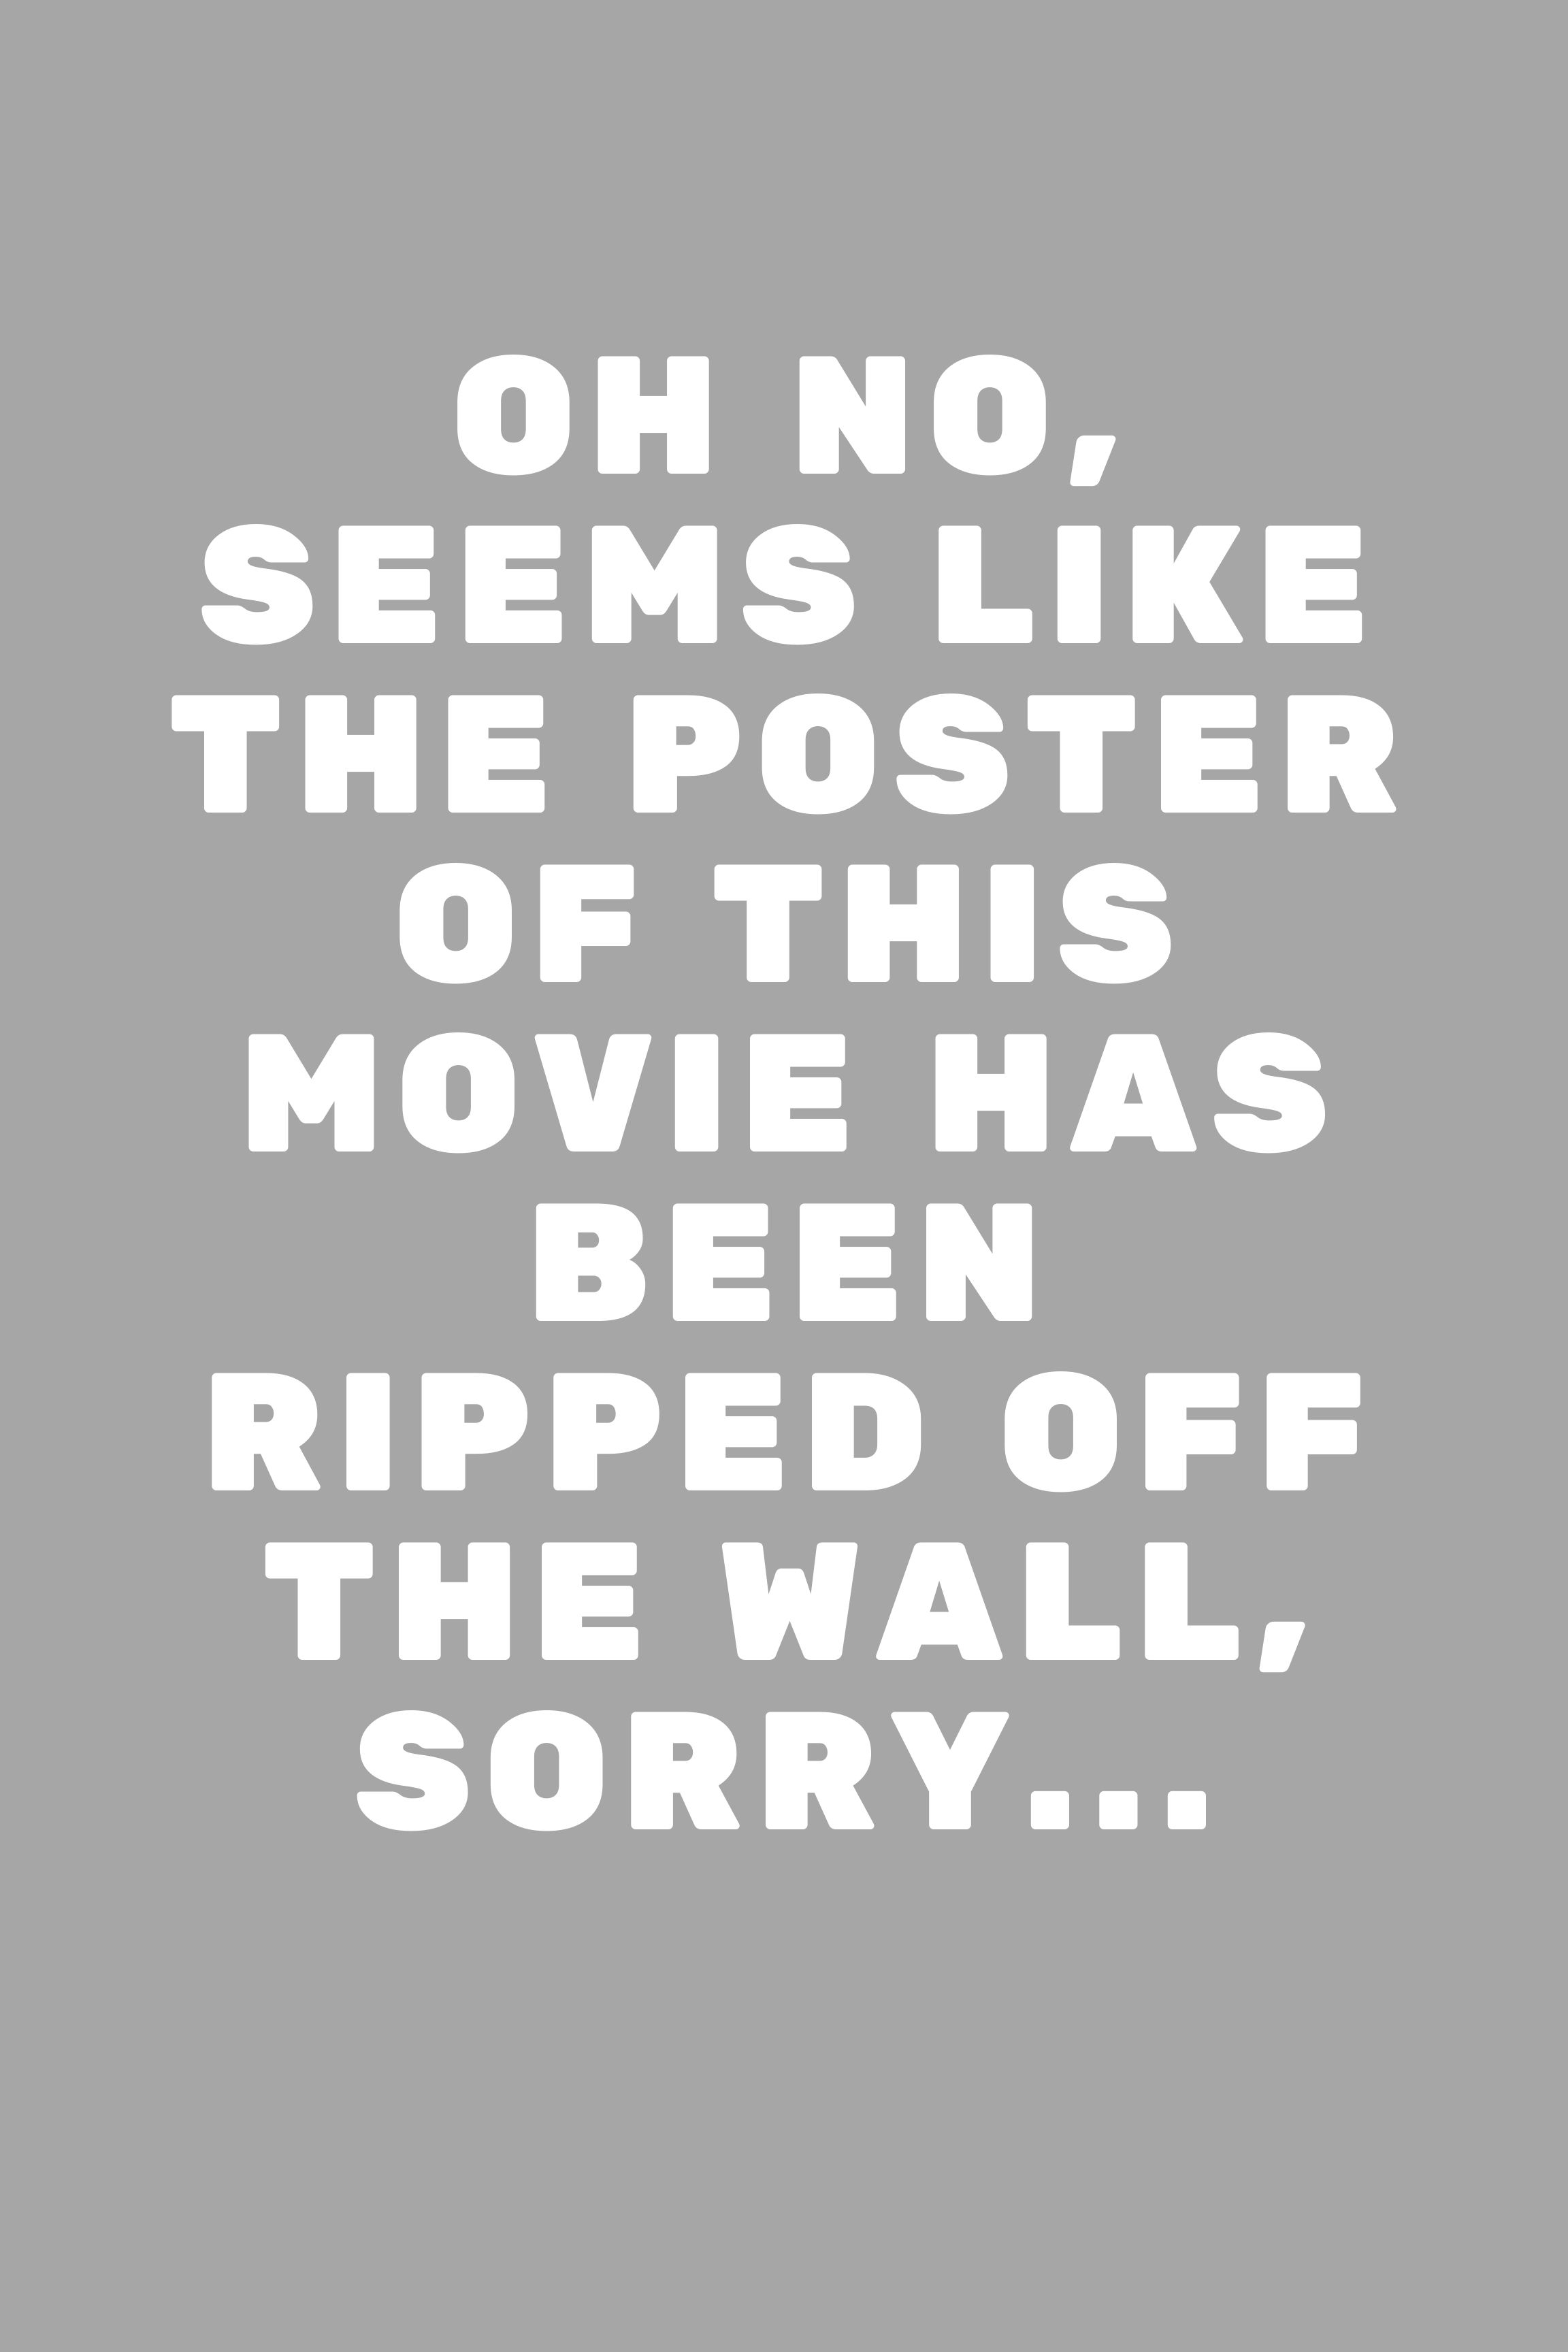 OH NO,
SEEMS LIKE
THE POSTER
OF THIS
MOVIE HAS
BEEN
RIPPED OFF
THE WALL,
SORRY...